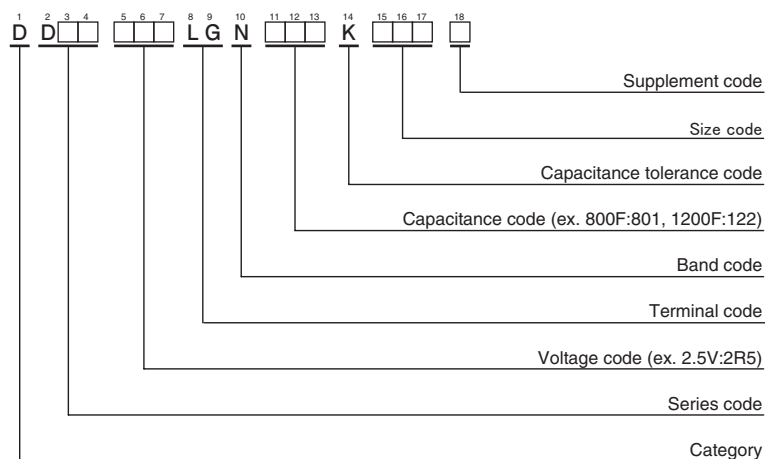 1 2 3 4 5 6 7 8 9 10 11 12 13 14 15 16 17 18
D D□□ □□□ L G N □□□ K □□□ □
Supplement code
Size code
Capacitance tolerance code
Capacitance code (ex. 800F:801, 1200F:122)
Band code
Terminal code
Voltage code (ex. 2.5V:2R5)
Series code
Category